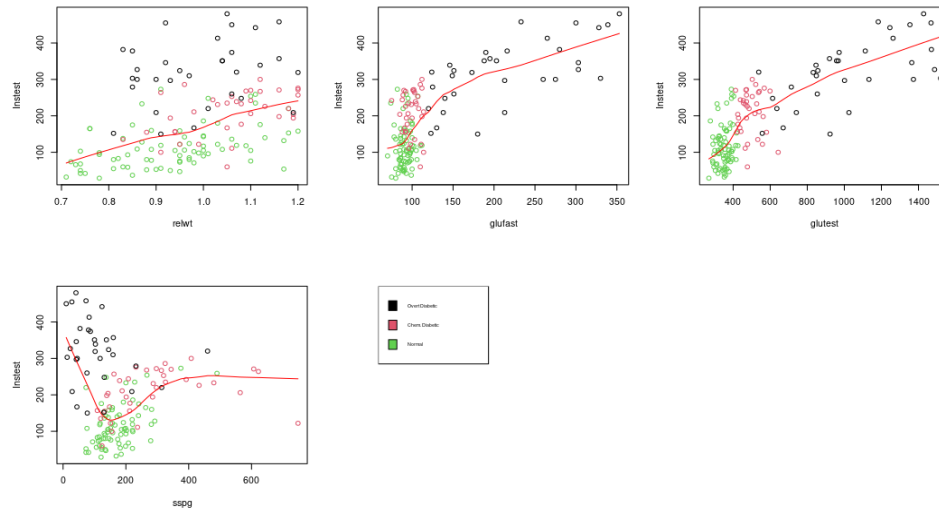 Instest
400
300
200
100
0.7 0.8 0.9 1.0 1.1 1.2
relwt
Instest
400
300
200
100
100 150 200 250 300 350
glufast
Instest
400
300
200
100
400 600 800 1000 1200 1400
glutest
Instest
400
300
200
100
0 200 400 600
sspg
Overt Diabetic
Chem. Diabetic
Normal